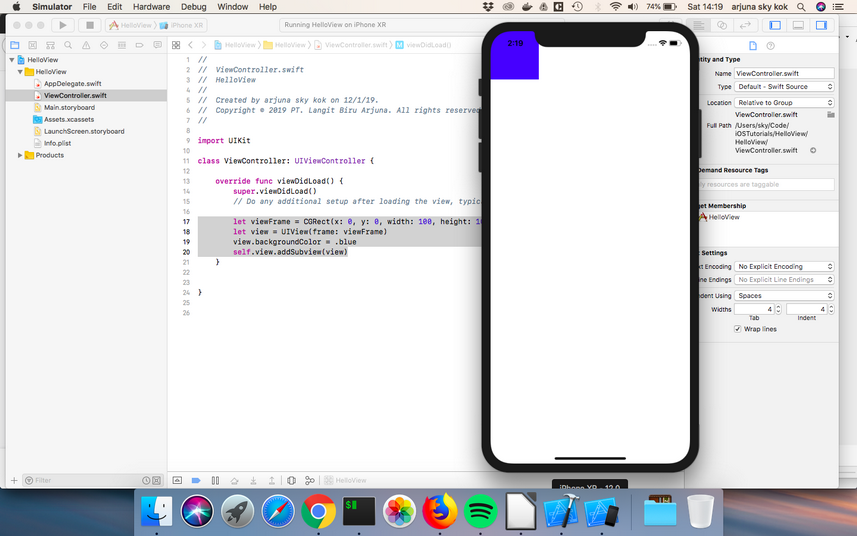 Simulator File Edit Hardware Debug Window Help 74% Sat 14:19 arjuna sky kok
HelloView iPhone XR
Running HelloView on iPhone XR
HelloView HelloView ViewController.swift M viewDidLoad()
HelloView
HelloView
AppDelegate.swift
ViewController.swift
Main.storyboard
Assets.xcassets
LaunchScreen.storyboard
Info.plist
Products
Filter
1 //
2 // ViewController.swift
3 // HelloView
4 //
5 // Created by arjuna sky kok on 12/1/19.
6 // Copyright © 2019 PT. Langit Biru Arjuna. All rights reserved
7 //
8
9 import UIKit
10
11 class ViewController: UIViewController {
12
13 override func viewDidLoad() {
14 super.viewDidLoad()
15 // Do any additional setup after loading the view, typic
16
17 let viewFrame = CGRect(x: 0, y: 0, width: 100, height: 10
18 let view = UIView(frame: viewFrame)
19 view.backgroundColor = .blue
20 self.view.addSubview(view)
21 }
22
23
24 }
25
26
HelloView
2:19
iPhone XR – 12.0
entity and Type
Name ViewController.swift
Type Default - Swift Source
Location Relative to Group
ViewController.swift
Full Path /Users/sky/Code/
iOSTutorials/HelloView/
HelloView/
ViewController.swift
Demand Resource Tags
y resources are taggable
get Membership
HelloView
t Settings
xt Encoding No Explicit Encoding
ine Endings No Explicit Line Endings
ndent Using Spaces
Widths 4 4
Tab Indent
Wrap lines